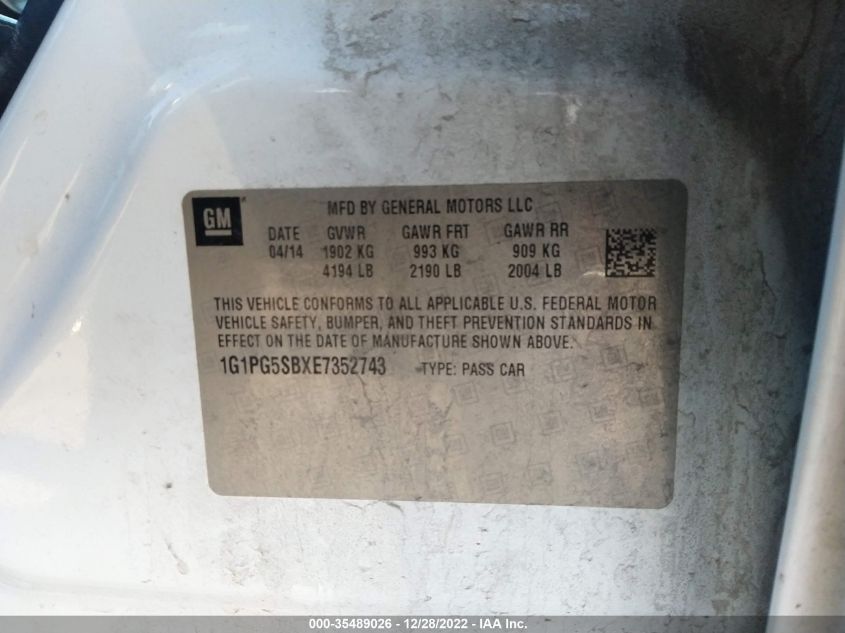 GM
MFD BY GENERAL MOTORS LLC
DATE GVWR GAWR FRT GAWR RR
04/14 1902 KG 993 KG 909 KG
4194 LB 2190 LB 2004 LB
THIS VEHICLE CONFORMS TO ALL APPLICABLE U.S. FEDERAL MOTOR
VEHICLE SAFETY, BUMPER, AND THEFT PREVENTION STANDARDS IN
EFFECT ON THE DATE OF MANUFACTURE SHOWN ABOVE.
1G1PG5SBXE7352743 TYPE: PASS CAR
000-35489026 - 12/28/2022 - IAA Inc.